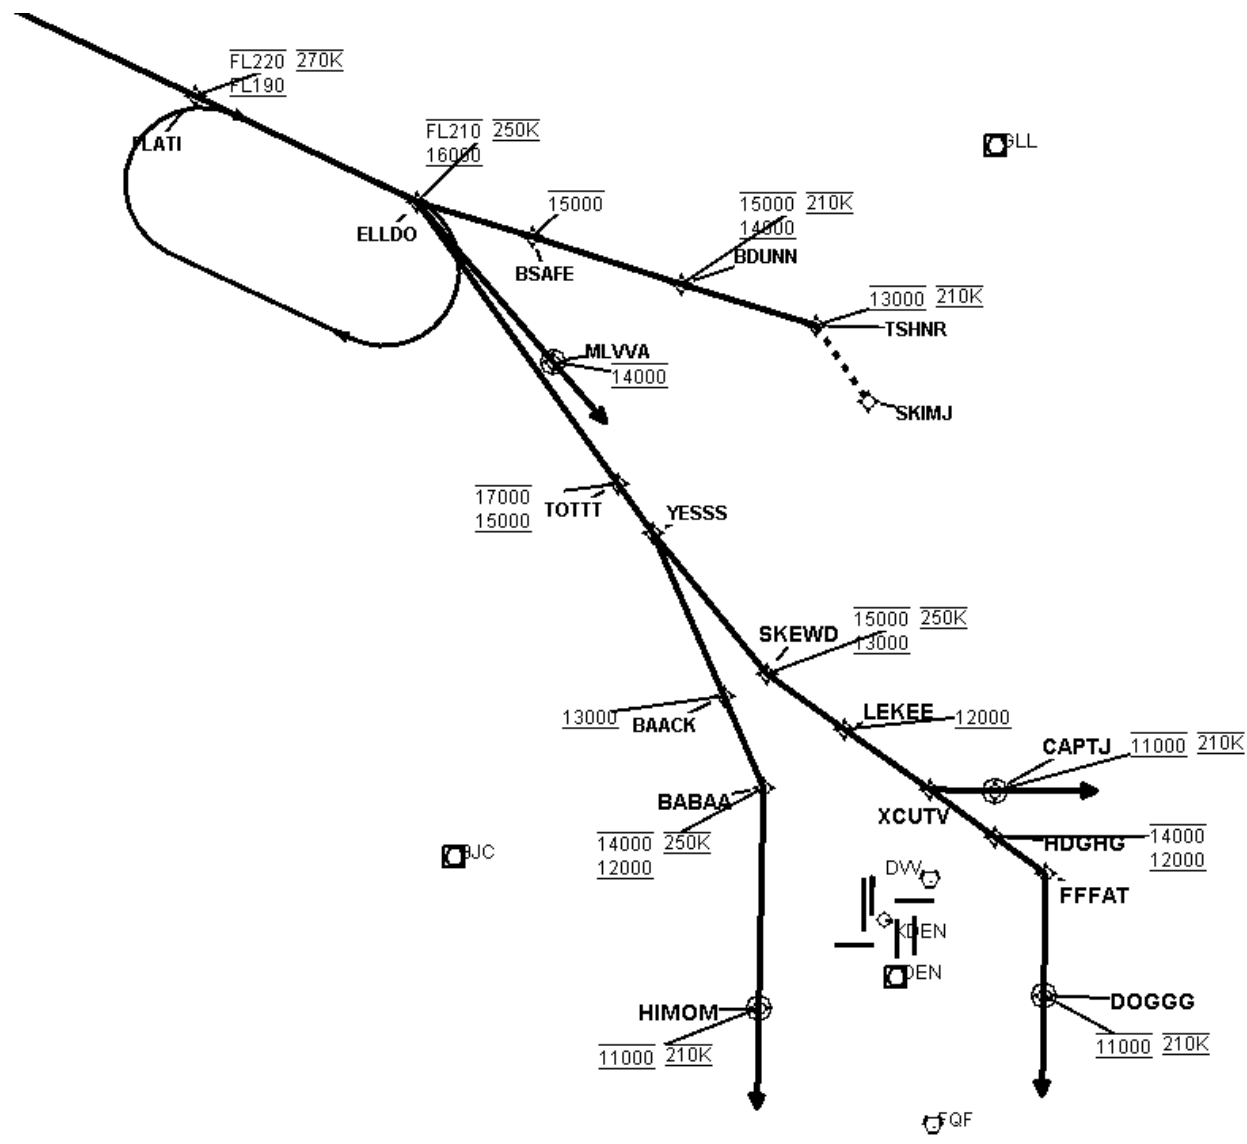 FL220 270K
FL190
PLATI
FL210 250K
16000
ELLDO
15000
BSAFE
15000 210K
14000
BDUNN
GLL
13000 210K
TSHNR
SKIMJ
MLVVA
14000
17000
15000
TOTTT
YESSS
SKEWD
15000 250K
13000
LEKEE
12000
13000
BAACK
CAPTJ
11000 210K
BABAA
14000 250K
12000
XCUTV
HDGHG
14000
12000
BJC
DVV
FFFAT
KDEN
DEN
HIMOM
11000 210K
DOGGG
11000 210K
FQF